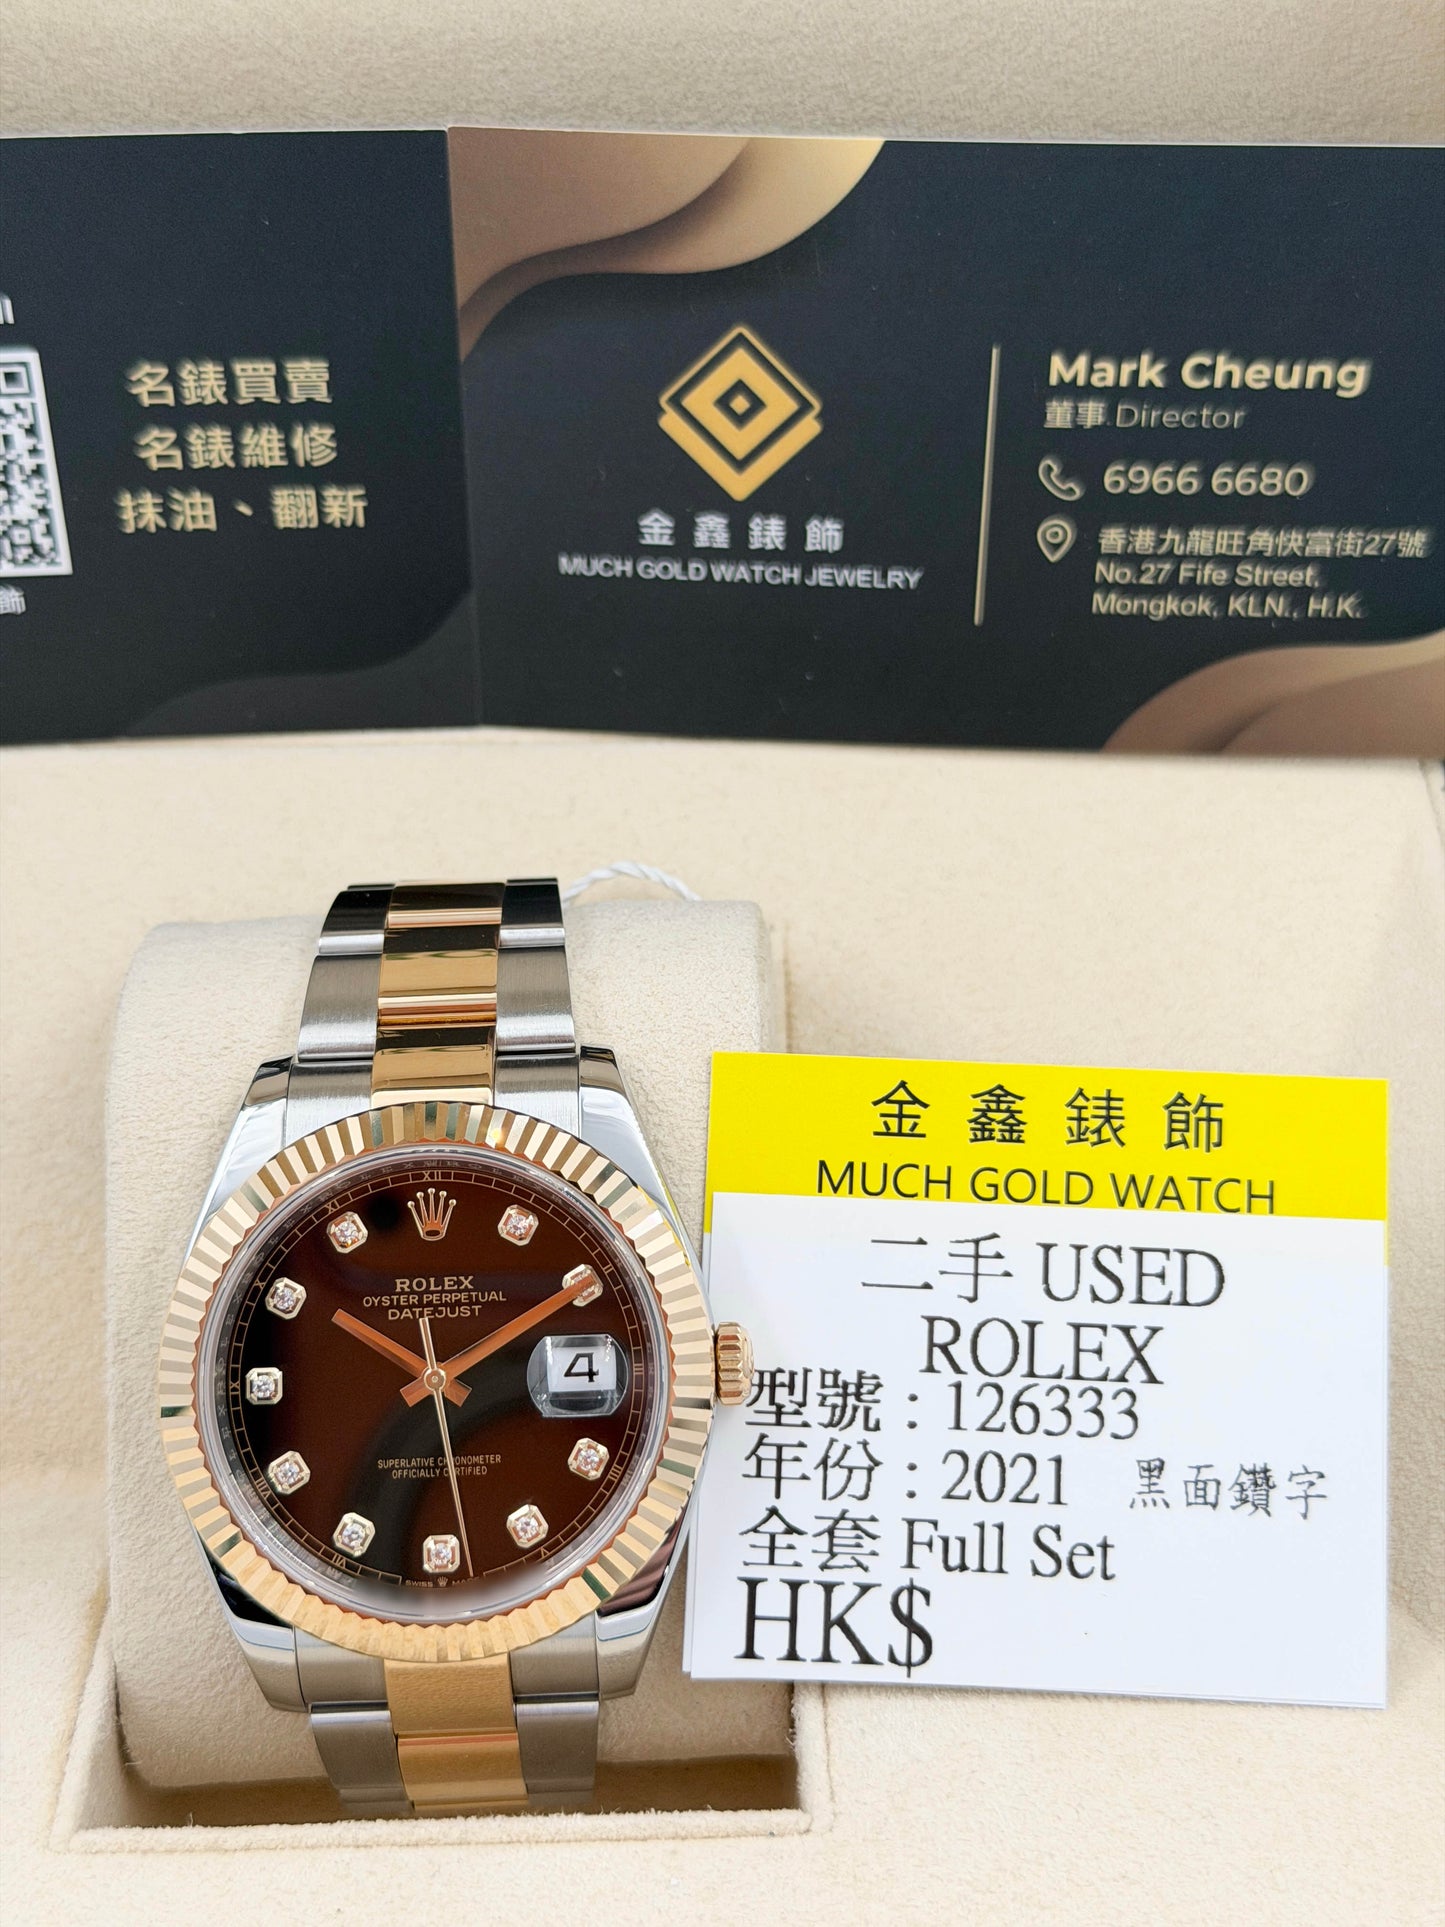 名錶買賣
名錶維修
抹油、翻新
飾
金鑫錶飾
MUCH GOLD WATCH JEWELRY
Mark Cheung
董事 Director
6966 6680
香港九龍旺角快富街27號
No.27 Fife Street,
Mongkok, KLN., H.K.
XII
ROLEX
OYSTER PERPETUAL
DATEJUST
4
SUPERLATIVE CHRONOMETER
OFFICIALLY CERTIFIED
SWISS MADE
金鑫錶飾
MUCH GOLD WATCH
二手 USED
ROLEX
型號：126333
年份：2021 黑面鑽字
全套 Full Set
HK$